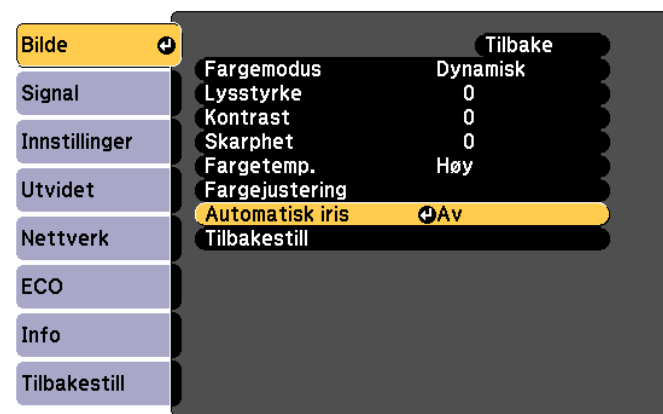 Bilde
Signal
Innstillinger
Utvidet
Nettverk
ECO
Info
Tilbakestill
Tilbake
Fargemodus Dynamisk
Lysstyrke 0
Kontrast 0
Skarphet 0
Fargetemp. Høy
Fargejustering
Automatisk iris Av
Tilbakestill